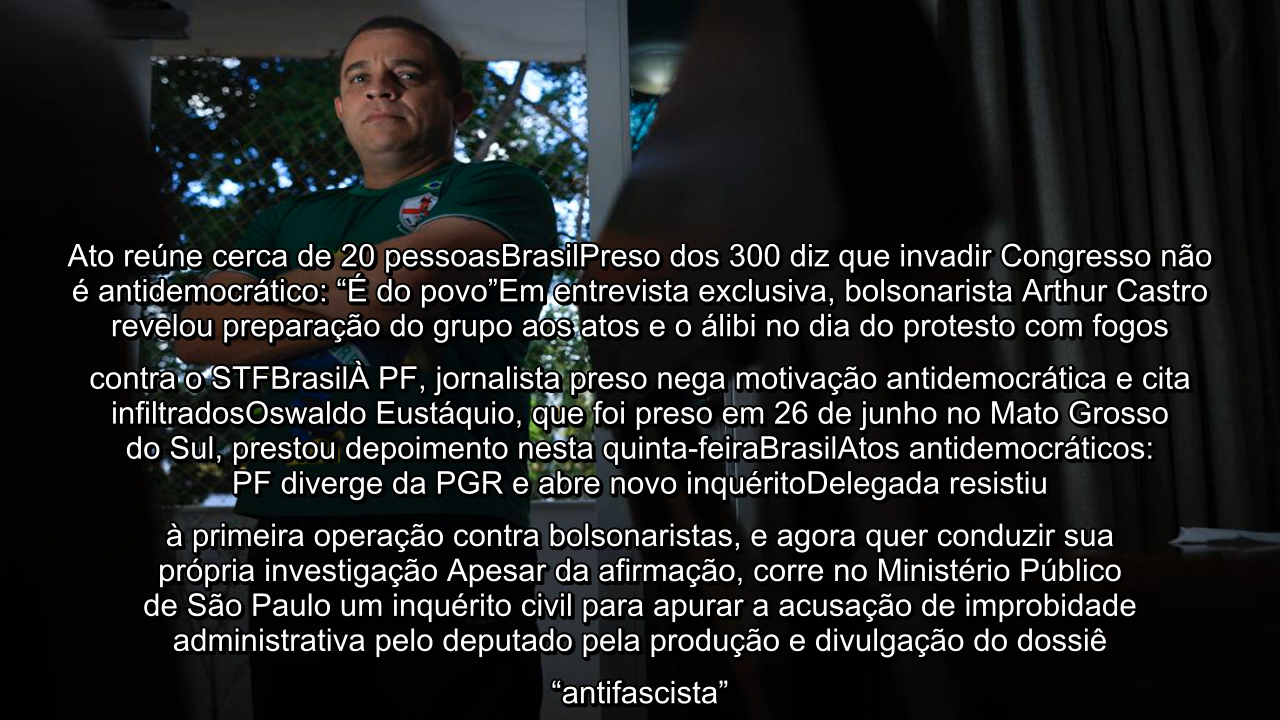 Ato reúne cerca de 20 pessoasBrasilPreso dos 300 diz que invadir Congresso não
é antidemocrático: “É do povo”Em entrevista exclusiva, bolsonarista Arthur Castro
revelou preparação do grupo aos atos e o álibi no dia do protesto com fogos
contra o STFBrasilÀ PF, jornalista preso nega motivação antidemocrática e cita
infiltradosOswaldo Eustáquio, que foi preso em 26 de junho no Mato Grosso
do Sul, prestou depoimento nesta quinta-feiraBrasilAtos antidemocráticos:
PF diverge da PGR e abre novo inquéritoDelegada resistiu
à primeira operação contra bolsonaristas, e agora quer conduzir sua
própria investigação Apesar da afirmação, corre no Ministério Público
de São Paulo um inquérito civil para apurar a acusação de improbidade
administrativa pelo deputado pela produção e divulgação do dossiê
“antifascista”